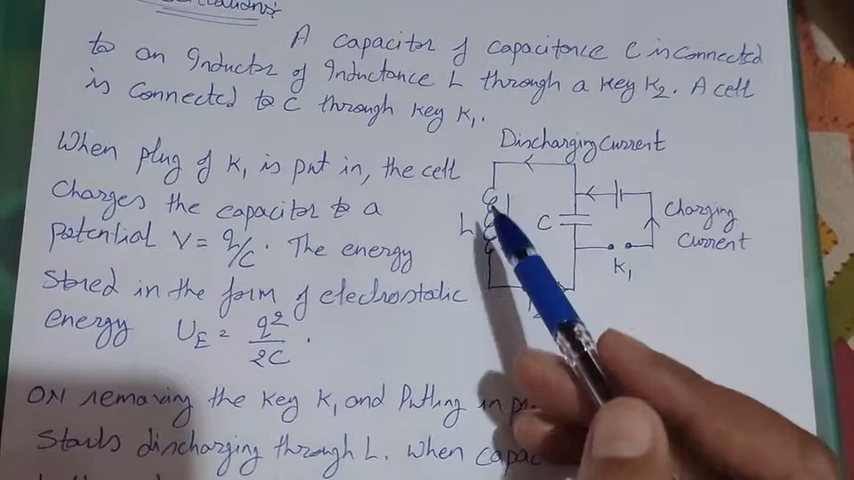 A capacitor of capacitance C is connected
to an Inductor of Inductance L through a key K₂. A cell
is connected to C through key K₁.
Discharging Current
When plug of K₁ is put in, the cell
charges the capacitor to a
potential V = q/C. The energy
stored in the form of electrostatic
energy U_E = q²/2C.
L
C
Charging
Current
K₁
ON removing the key K₁ and Putting in
starts discharging through L. When